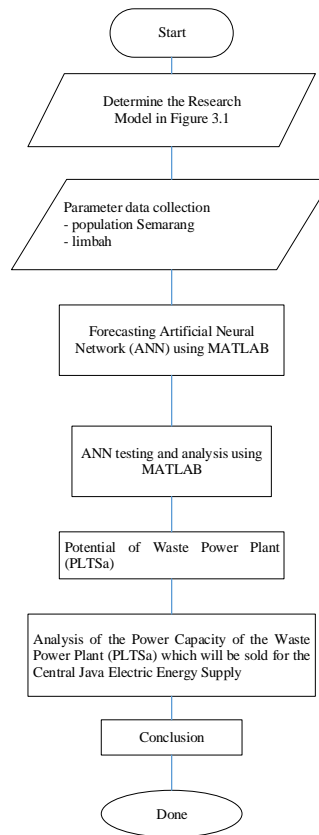 Start
Determine the Research
Model in Figure 3.1
Parameter data collection
- population Semarang
- limbah
Forecasting Artificial Neural
Network (ANN) using MATLAB
ANN testing and analysis using
MATLAB
Potential of Waste Power Plant
(PLTSa)
Analysis of the Power Capacity of the Waste
Power Plant (PLTSa) which will be sold for the
Central Java Electric Energy Supply
Conclusion
Done